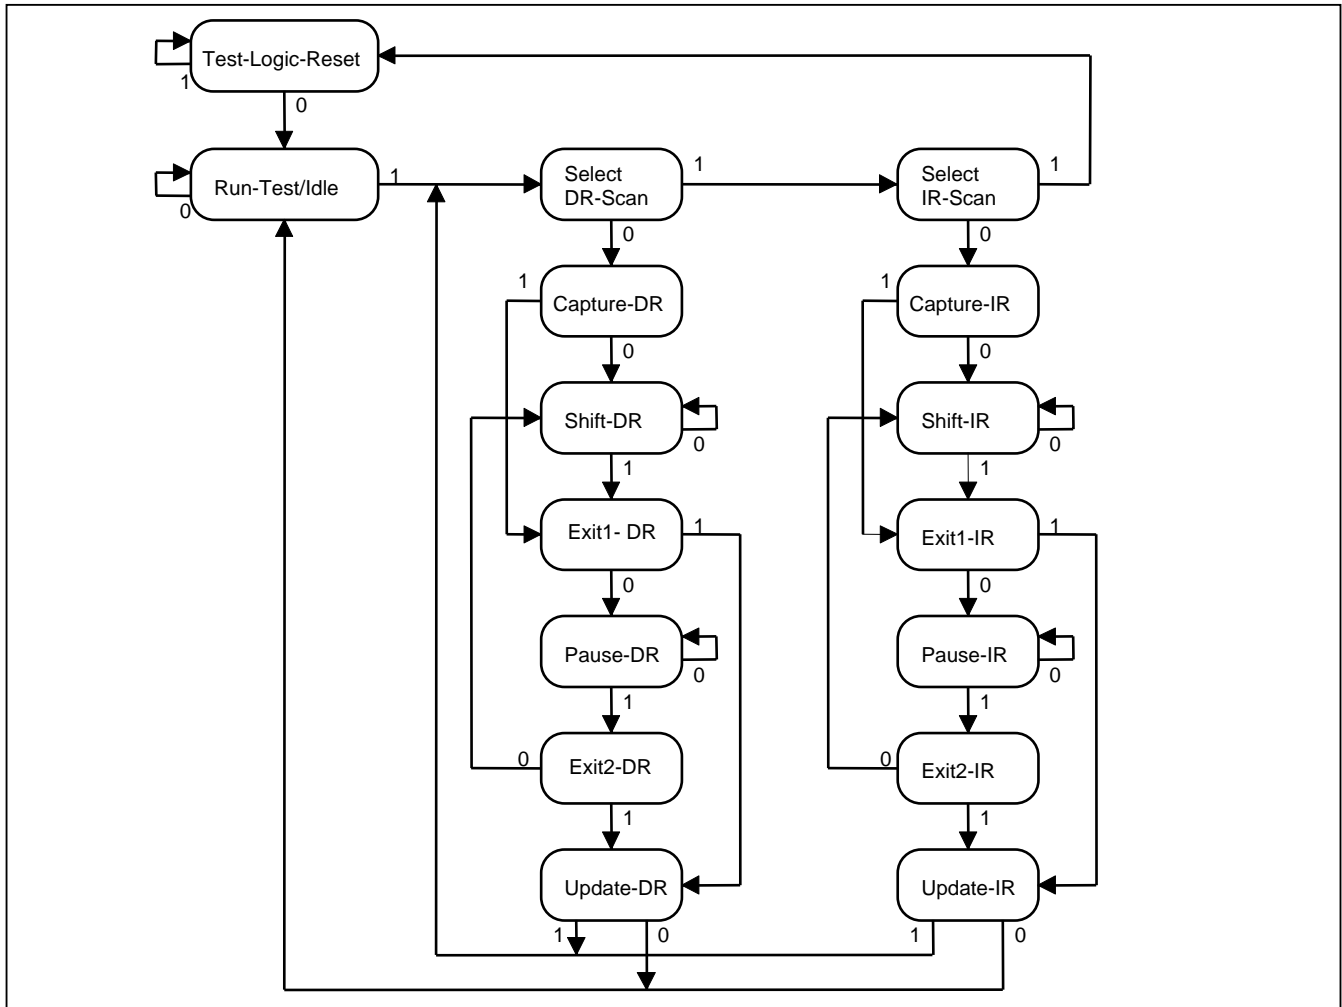 Test-Logic-Reset
1
0
Run-Test/Idle
1
0
Select
DR-Scan
1
0
Select
IR-Scan
1
0
1
Capture-DR
0
1
Capture-IR
0
Shift-DR
0
1
Shift-IR
0
1
Exit1- DR
1
0
Exit1-IR
1
0
Pause-DR
0
1
Pause-IR
0
1
0
Exit2-DR
1
0
Exit2-IR
1
Update-DR
1
0
Update-IR
1
0